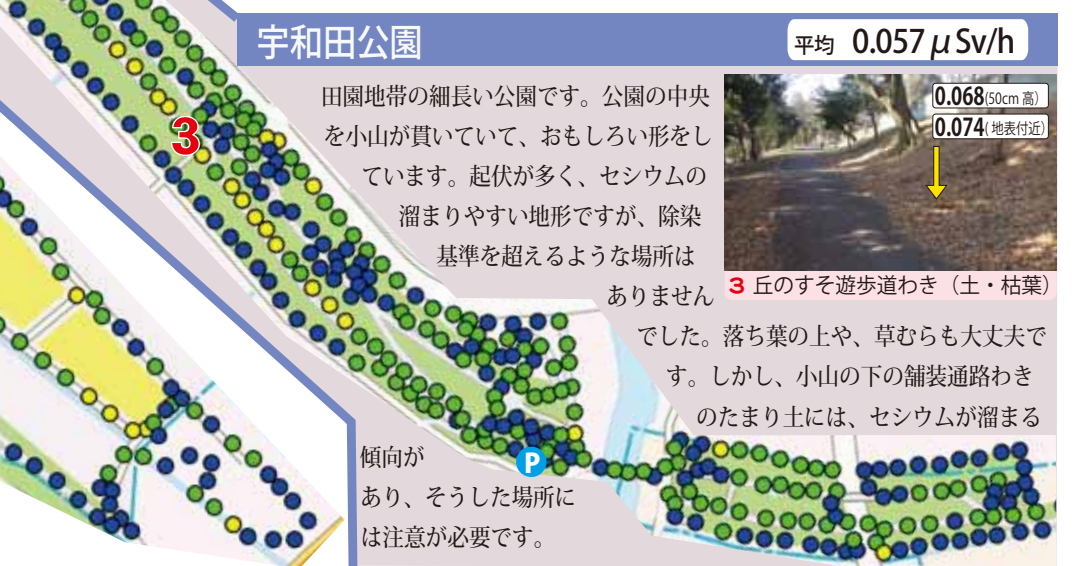 宇和田公園
平均 0.057μSv/h
田園地帯の細長い公園です。公園の中央
を小山が貫いていて、おもしろい形をし
ています。起伏が多く、セシウムの
溜まりやすい地形ですが、除染
基準を超えるような場所は
ありません
でした。落ち葉の上や、草むらも大丈夫で
す。しかし、小山の下の舗装通路わき
のたまり土には、セシウムが溜まる
傾向が
あり、そうした場所に
は注意が必要です。
0.068(50cm 高)
0.074(地表付近)
3 丘のすそ遊歩道わき（土・枯葉）
3
P